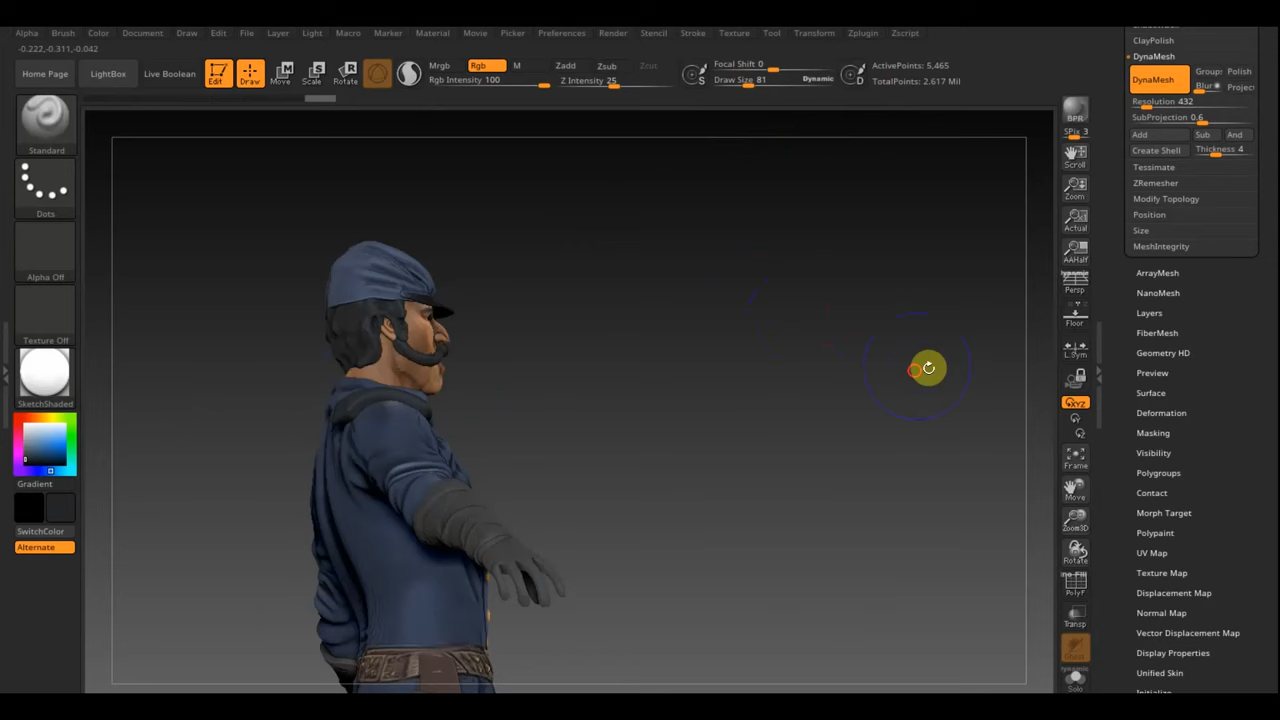 Alpha Brush Color Document Draw Edit File Layer Light Macro Marker Material Movie Picker Preferences Render Stencil Stroke Texture Tool Transform Zplugin Zscript
-0.222,-0.311,-0.042
Home Page LightBox Live Boolean Edit Draw Move Scale Rotate
Mrgb Rgb M Zadd Zsub Zcut
Rgb Intensity 100 Z Intensity 25
S Focal Shift 0
Draw Size 81 Dynamic D
ActivePoints: 5,465
TotalPoints: 2.617 Mil
Standard
Dots
Alpha Off
Texture Off
SketchShaded
Gradient
SwitchColor
Alternate
BPR
SPix 3
Scroll
Zoom
Actual
AAHalf
Persp
Floor
L.Sym
XYZ
Frame
Move
Zoom3D
Rotate
PolyF
Transp
Solo
ClayPolish
DynaMesh
DynaMesh Groups Polish
Blur Project
Resolution 432
SubProjection 0.6
Add Sub And
Create Shell Thickness 4
Tessimate
ZRemesher
Modify Topology
Position
Size
MeshIntegrity
ArrayMesh
NanoMesh
Layers
FiberMesh
Geometry HD
Preview
Surface
Deformation
Masking
Visibility
Polygroups
Contact
Morph Target
Polypaint
UV Map
Texture Map
Displacement Map
Normal Map
Vector Displacement Map
Display Properties
Unified Skin